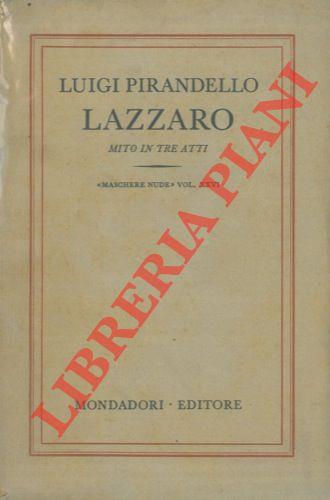 LUIGI PIRANDELLO
LAZZARO
MITO IN TRE ATTI
«MASCHERE NUDE» VOL. XXVI
MONDADORI · EDITORE
LIBRERIA PIANI